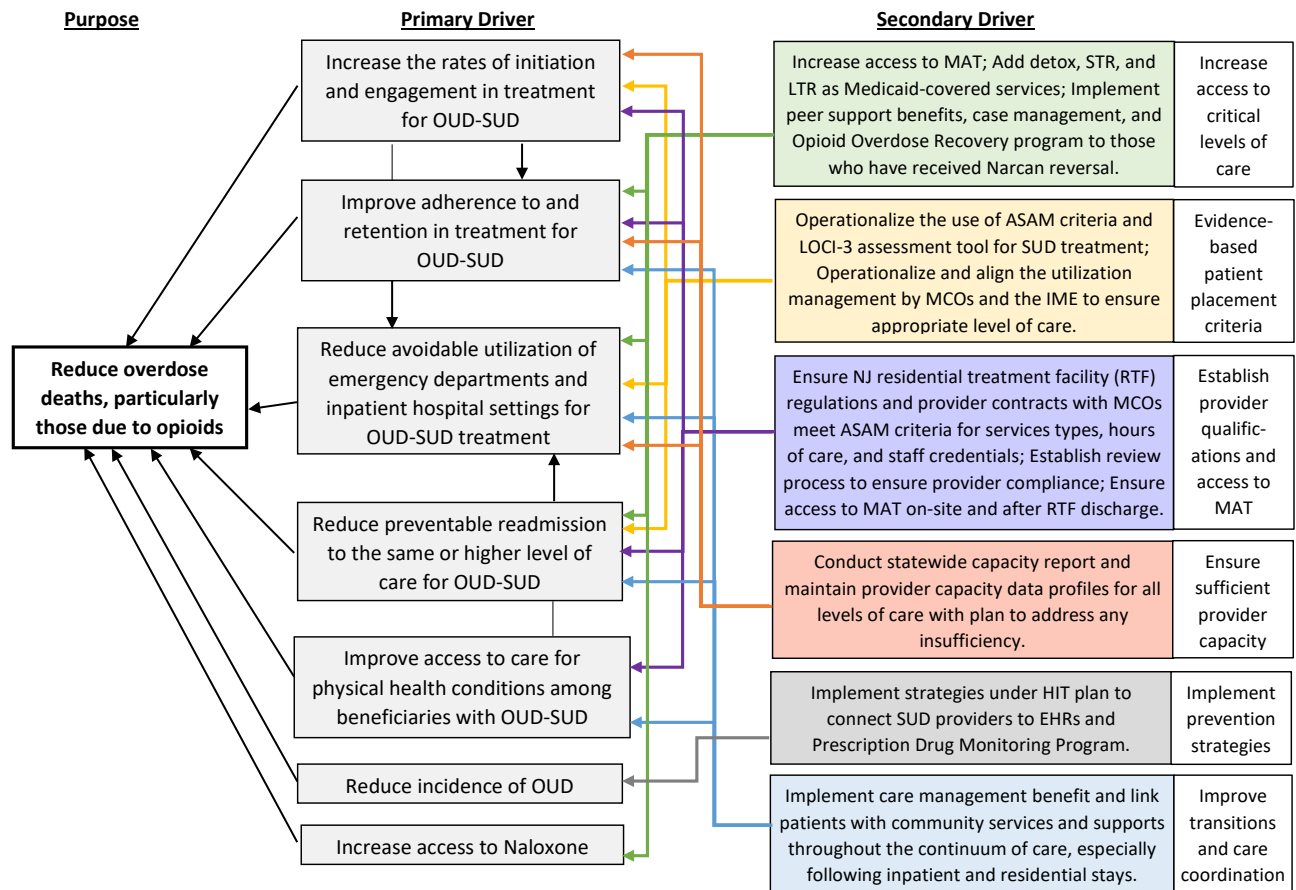 Purpose
Primary Driver
Secondary Driver
Increase the rates of initiation
and engagement in treatment
for OUD-SUD
Improve adherence to and
retention in treatment for
OUD-SUD
Reduce avoidable utilization of
emergency departments and
inpatient hospital settings for
OUD-SUD treatment
Reduce overdose
deaths, particularly
those due to opioids
Reduce preventable readmission
to the same or higher level of
care for OUD-SUD
Improve access to care for
physical health conditions among
beneficiaries with OUD-SUD
Reduce incidence of OUD
Increase access to Naloxone
Increase access to MAT; Add detox, STR, and
LTR as Medicaid-covered services; Implement
peer support benefits, case management, and
Opioid Overdose Recovery program to those
who have received Narcan reversal.
Increase
access to
critical
levels of
care
Operationalize the use of ASAM criteria and
LOCI-3 assessment tool for SUD treatment;
Operationalize and align the utilization
management by MCOs and the IME to ensure
appropriate level of care.
Evidence-
based
patient
placement
criteria
Ensure NJ residential treatment facility (RTF)
regulations and provider contracts with MCOs
meet ASAM criteria for services types, hours
of care, and staff credentials; Establish review
process to ensure provider compliance; Ensure
access to MAT on-site and after RTF discharge.
Establish
provider
qualific-
ations and
access to
MAT
Conduct statewide capacity report and
maintain provider capacity data profiles for all
levels of care with plan to address any
insufficiency.
Ensure
sufficient
provider
capacity
Implement strategies under HIT plan to
connect SUD providers to EHRs and
Prescription Drug Monitoring Program.
Implement
prevention
strategies
Implement care management benefit and link
patients with community services and supports
throughout the continuum of care, especially
following inpatient and residential stays.
Improve
transitions
and care
coordination